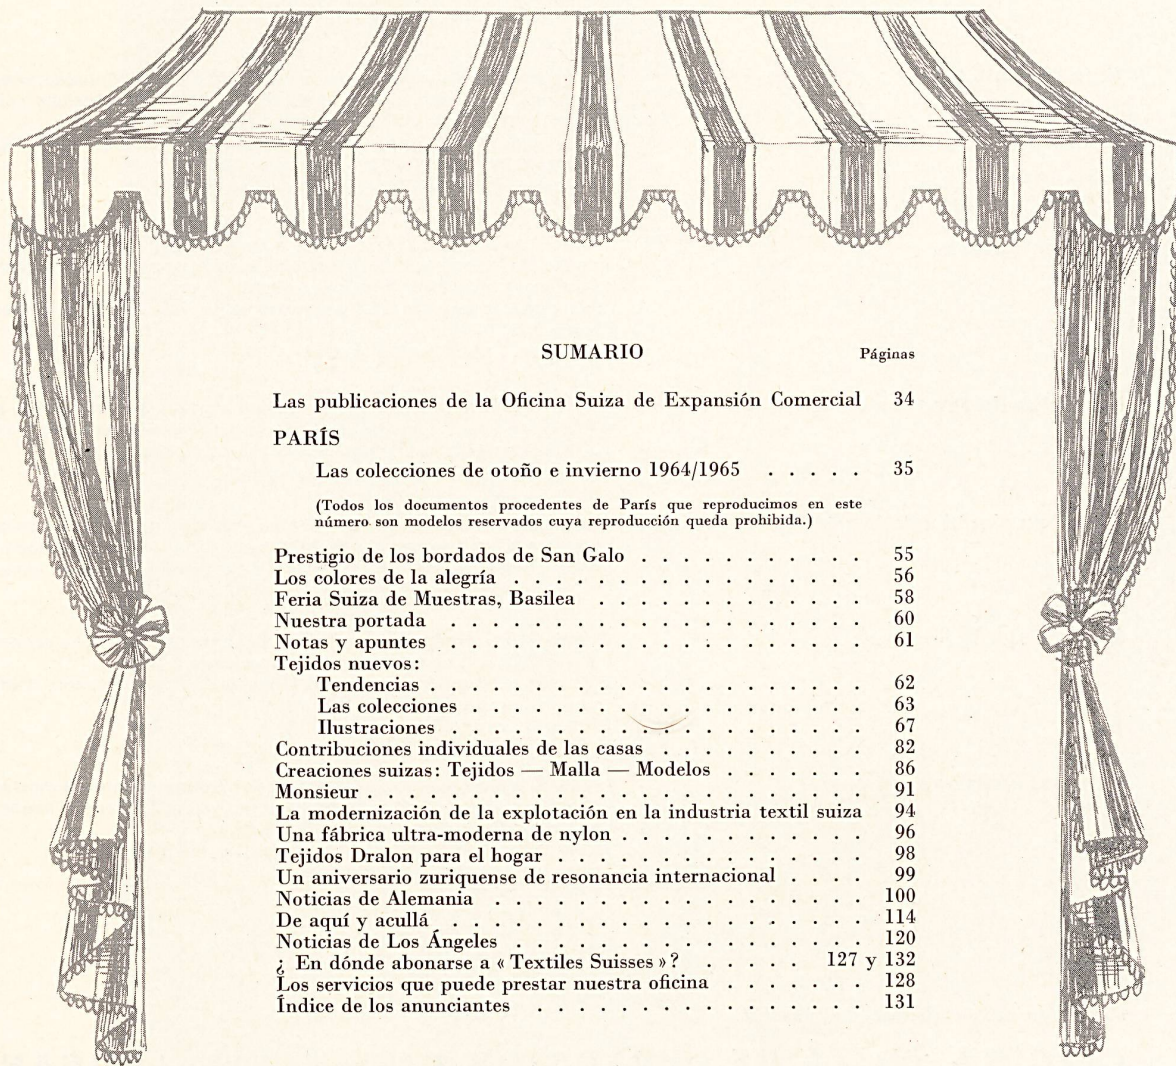 SUMARIO Páginas
Las publicaciones de la Oficina Suiza de Expansión Comercial 34
PARÍS
Las colecciones de otoño e invierno 1964/1965 . . . . . 35
(Todos los documentos procedentes de París que reproducimos en este
número son modelos reservados cuya reproducción queda prohibida.)
Prestigio de los bordados de San Galo . . . . . . . . . . . 55
Los colores de la alegría . . . . . . . . . . . . . . . . . 56
Feria Suiza de Muestras, Basilea . . . . . . . . . . . . . 58
Nuestra portada . . . . . . . . . . . . . . . . . . . . 60
Notas y apuntes . . . . . . . . . . . . . . . . . . . . 61
Tejidos nuevos:
Tendencias . . . . . . . . . . . . . . . . . . . . . 62
Las colecciones . . . . . . . . . . . . . . . . . . . 63
Ilustraciones . . . . . . . . . . . . . . . . . . . . 67
Contribuciones individuales de las casas . . . . . . . . . . 82
Creaciones suizas: Tejidos — Malla — Modelos . . . . . . . 86
Monsieur . . . . . . . . . . . . . . . . . . . . . . . . 91
La modernización de la explotación en la industria textil suiza 94
Una fábrica ultra-moderna de nylon . . . . . . . . . . . . 96
Tejidos Dralon para el hogar . . . . . . . . . . . . . . . 98
Un aniversario zuriquense de resonancia internacional . . . . 99
Noticias de Alemania . . . . . . . . . . . . . . . . . . 100
De aquí y acullá . . . . . . . . . . . . . . . . . . . . 114
Noticias de Los Ángeles . . . . . . . . . . . . . . . . . 120
¿ En dónde abonarse a « Textiles Suisses » ? . . . . . 127 y 132
Los servicios que puede prestar nuestra oficina . . . . . . . 128
Índice de los anunciantes . . . . . . . . . . . . . . . . 131